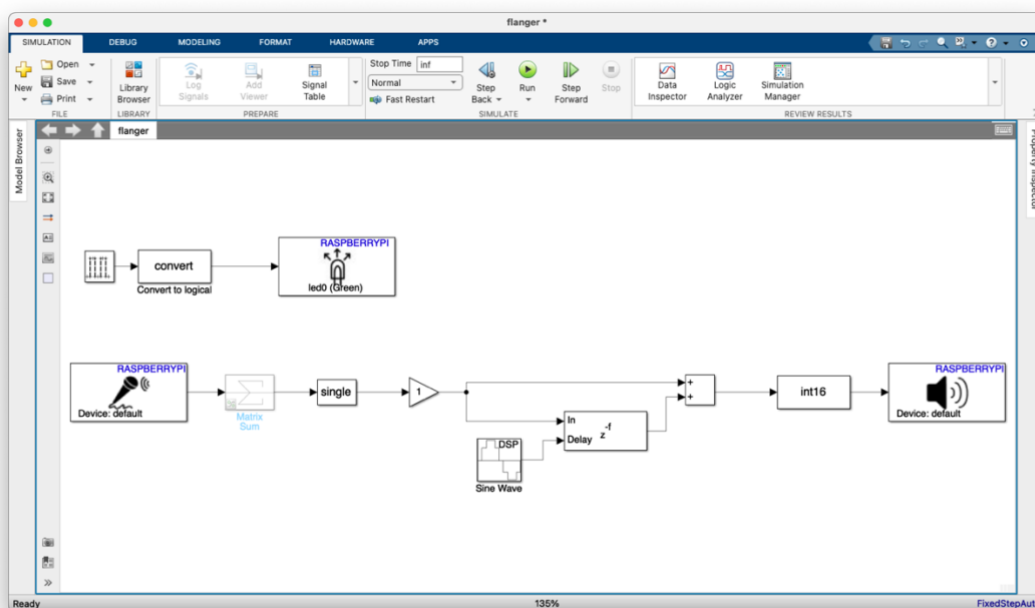 flanger *
SIMULATION DEBUG MODELING FORMAT HARDWARE APPS
New
Open
Save
Print
FILE
Library
Browser
LIBRARY
Log
Signals
Add
Viewer
Signal
Table
PREPARE
Stop Time inf
Normal
Fast Restart
Step
Back
Run
Step
Forward
Stop
SIMULATE
Data
Inspector
Logic
Analyzer
Simulation
Manager
REVIEW RESULTS
Model Browser
flanger
Property Inspector
convert
Convert to logical
RASPBERRYPI
led0 (Green)
RASPBERRYPI
Device: default
Matrix
Sum
single
1
In
Delay
z -f
DSP
Sine Wave
+
+
int16
RASPBERRYPI
Device: default
Ready
135%
FixedStepAut